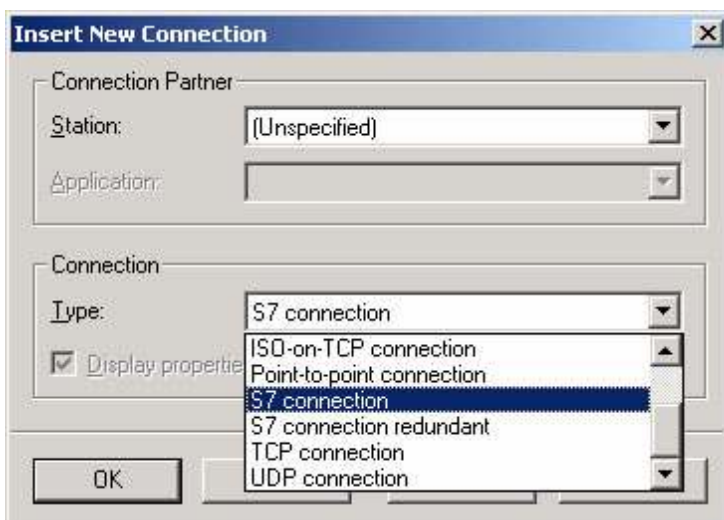 Insert New Connection
Connection Partner
Station:
(Unspecified)
Application:
Connection
Type:
S7 connection
ISO-on-TCP connection
Display propertie
Point-to-point connection
S7 connection
S7 connection redundant
TCP connection
UDP connection
OK